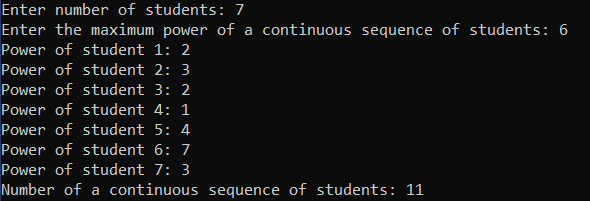 Enter number of students: 7
Enter the maximum power of a continuous sequence of students: 6
Power of student 1: 2
Power of student 2: 3
Power of student 3: 2
Power of student 4: 1
Power of student 5: 4
Power of student 6: 7
Power of student 7: 3
Number of a continuous sequence of students: 11